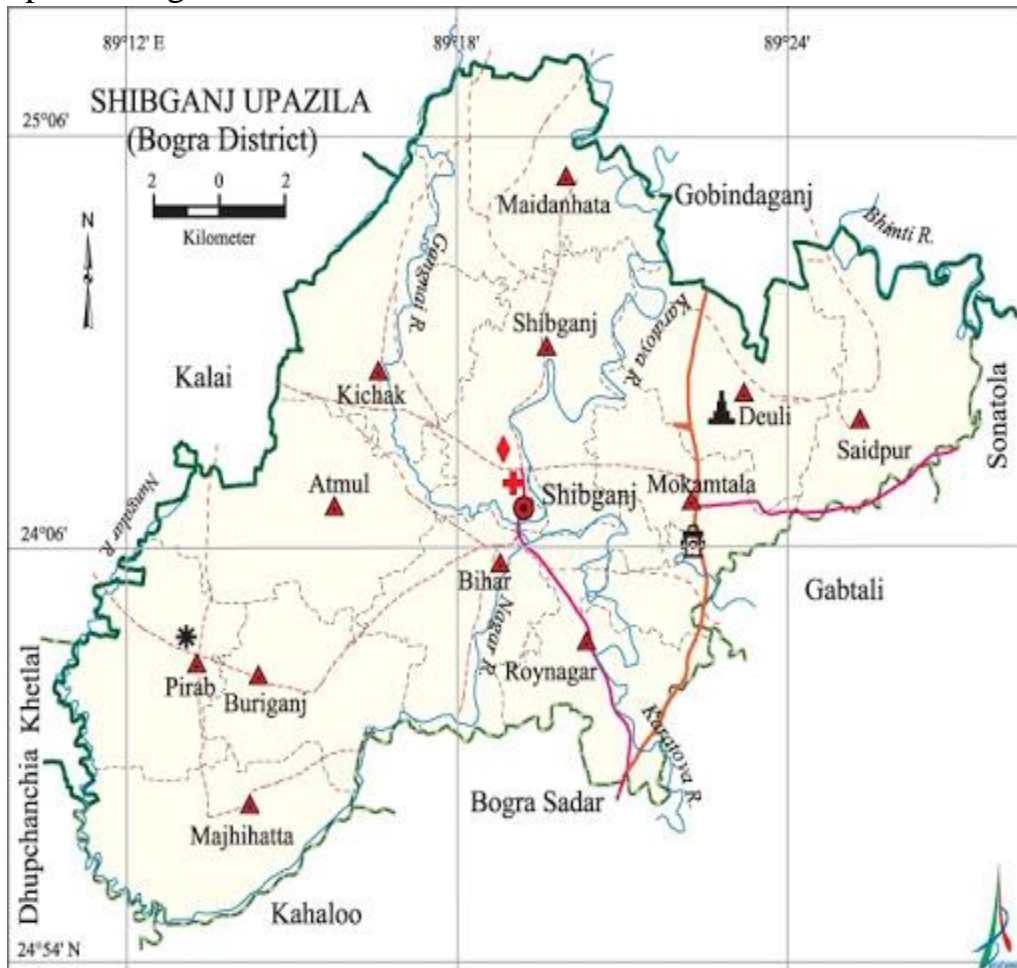 89°12' E
89°18'
89°24'
SHIBGANJ UPAZILA
(Bogra District)
25°06'
2 0 2
Kilometer
N
Maidanhata
Gobindaganj
Bhinti R.
Gangnai R.
Karatoya R.
Shibganj
Kalai
Kichak
Deuli
Saidpur
Sonatola
Atmul
Shibganj
Mokamtala
24°06'
Bihar
Gabtali
Nagar R.
Roynagar
Pirab
Buriganj
Khetlal
Dhupchanchia
Karatoya R.
Bogra Sadar
Majhihatta
Kahaloo
24°54' N